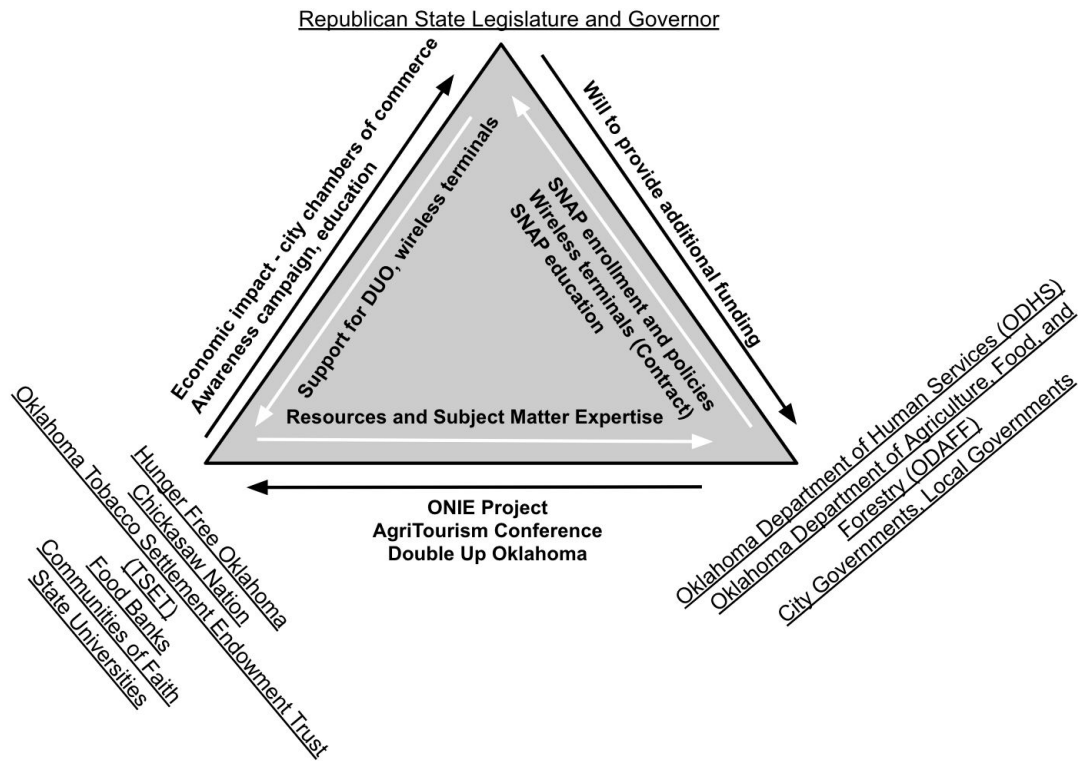 Republican State Legislature and Governor
Economic impact - city chambers of commerce
Awareness campaign, education
Support for DUO, wireless terminals
Will to provide additional funding
SNAP enrollment and policies
Wireless terminals (Contract)
SNAP education
Resources and Subject Matter Expertise
ONIE Project
AgriTourism Conference
Double Up Oklahoma
Hunger Free Oklahoma
Chickasaw Nation
Oklahoma Tobacco Settlement Endowment Trust
(TSET)
Food Banks
Communities of Faith
State Universities
Oklahoma Department of Human Services (ODHS)
Oklahoma Department of Agriculture, Food, and
Forestry (ODAFF)
City Governments, Local Governments